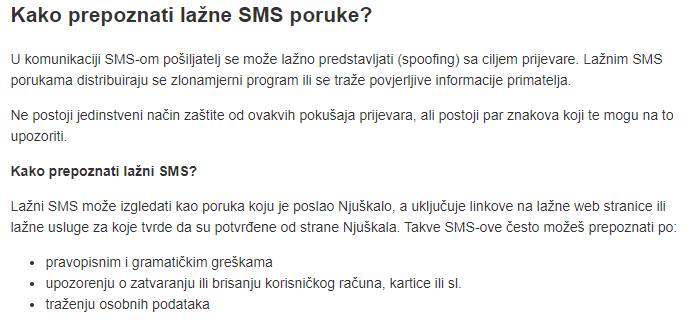 Kako prepoznati lažne SMS poruke?
U komunikaciji SMS-om pošiljatelj se može lažno predstavljati (spoofing) sa ciljem prijevare. Lažnim SMS
porukama distribuiraju se zlonamjerni program ili se traže povjerljive informacije primatelja.
Ne postoji jedinstveni način zaštite od ovakvih pokušaja prijevara, ali postoji par znakova koji te mogu na to
upozoriti.
Kako prepoznati lažni SMS?
Lažni SMS može izgledati kao poruka koju je poslao Njuškalo, a uključuje linkove na lažne web stranice ili
lažne usluge za koje tvrde da su potvrđene od strane Njuškala. Takve SMS-ove često možeš prepoznati po:
• pravopisnim i gramatičkim greškama
• upozorenju o zatvaranju ili brisanju korisničkog računa, kartice ili sl.
• traženju osobnih podataka